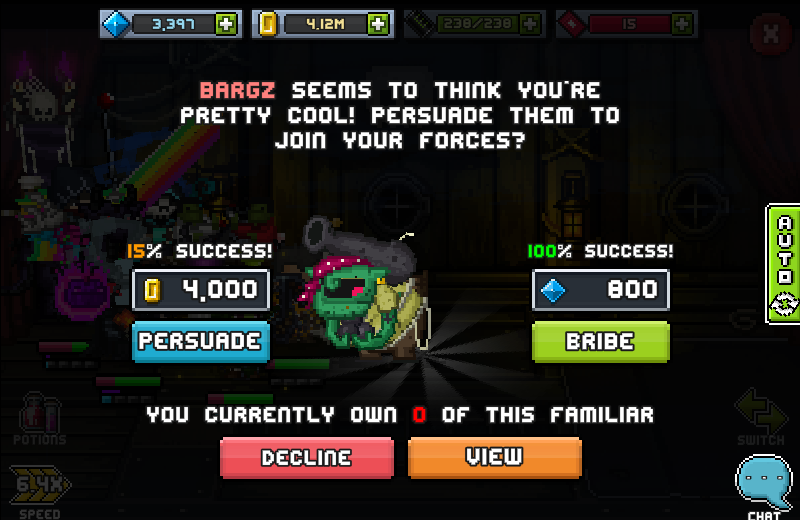 3,397
4.12M
238/238
15
X
BARGZ SEEMS TO THINK YOU'RE
PRETTY COOL! PERSUADE THEM TO
JOIN YOUR FORCES?
15% SUCCESS!
100% SUCCESS!
4,000
800
PERSUADE
BRIBE
AUTO
YOU CURRENTLY OWN 0 OF THIS FAMILIAR
DECLINE
VIEW
POTIONS
SWITCH
6.4X
SPEED
CHAT